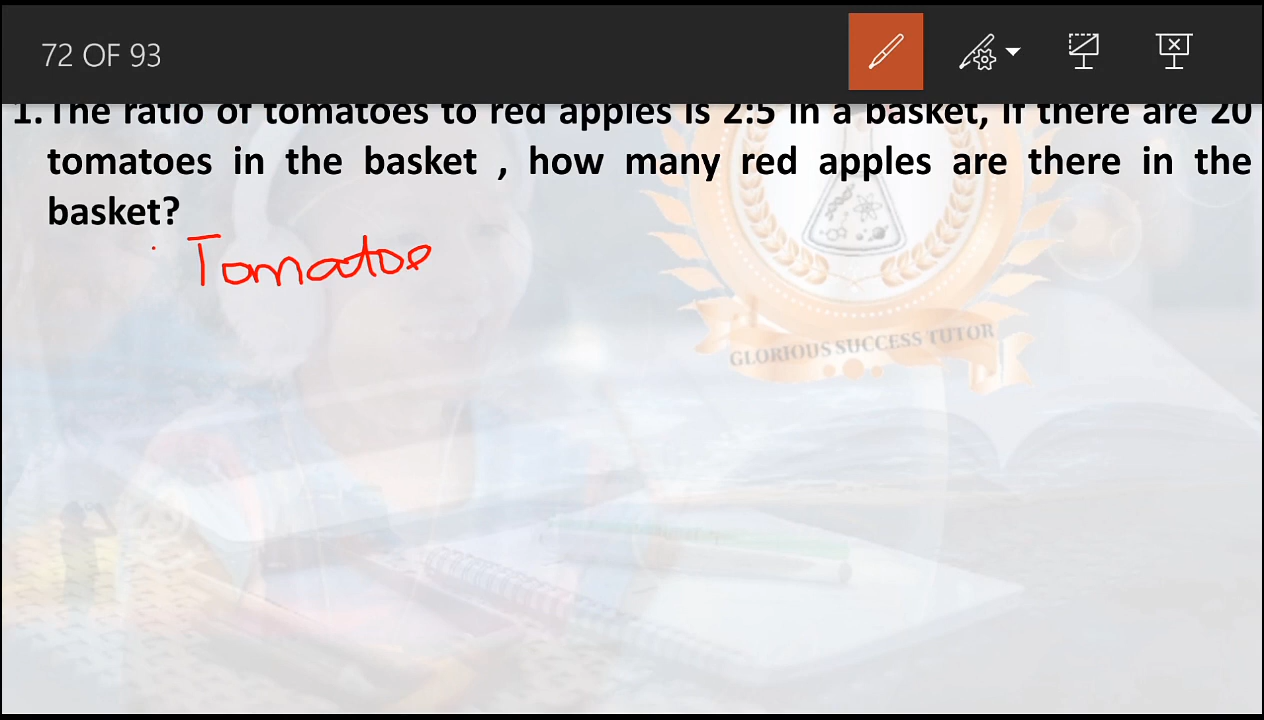 72 OF 93
1. The ratio of tomatoes to red apples is 2:5 in a basket, if there are 20
tomatoes in the basket , how many red apples are there in the
basket?
Tomatoe
GLORIOUS SUCCESS TUTOR